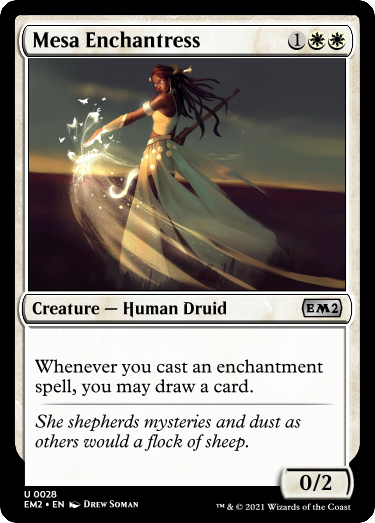 Mesa Enchantress 1
Creature — Human Druid EM2
Whenever you cast an enchantment
spell, you may draw a card.
She shepherds mysteries and dust as
others would a flock of sheep.
0/2
U 0028
EM2 • EN Drew Soman ™ & © 2021 Wizards of the Coast